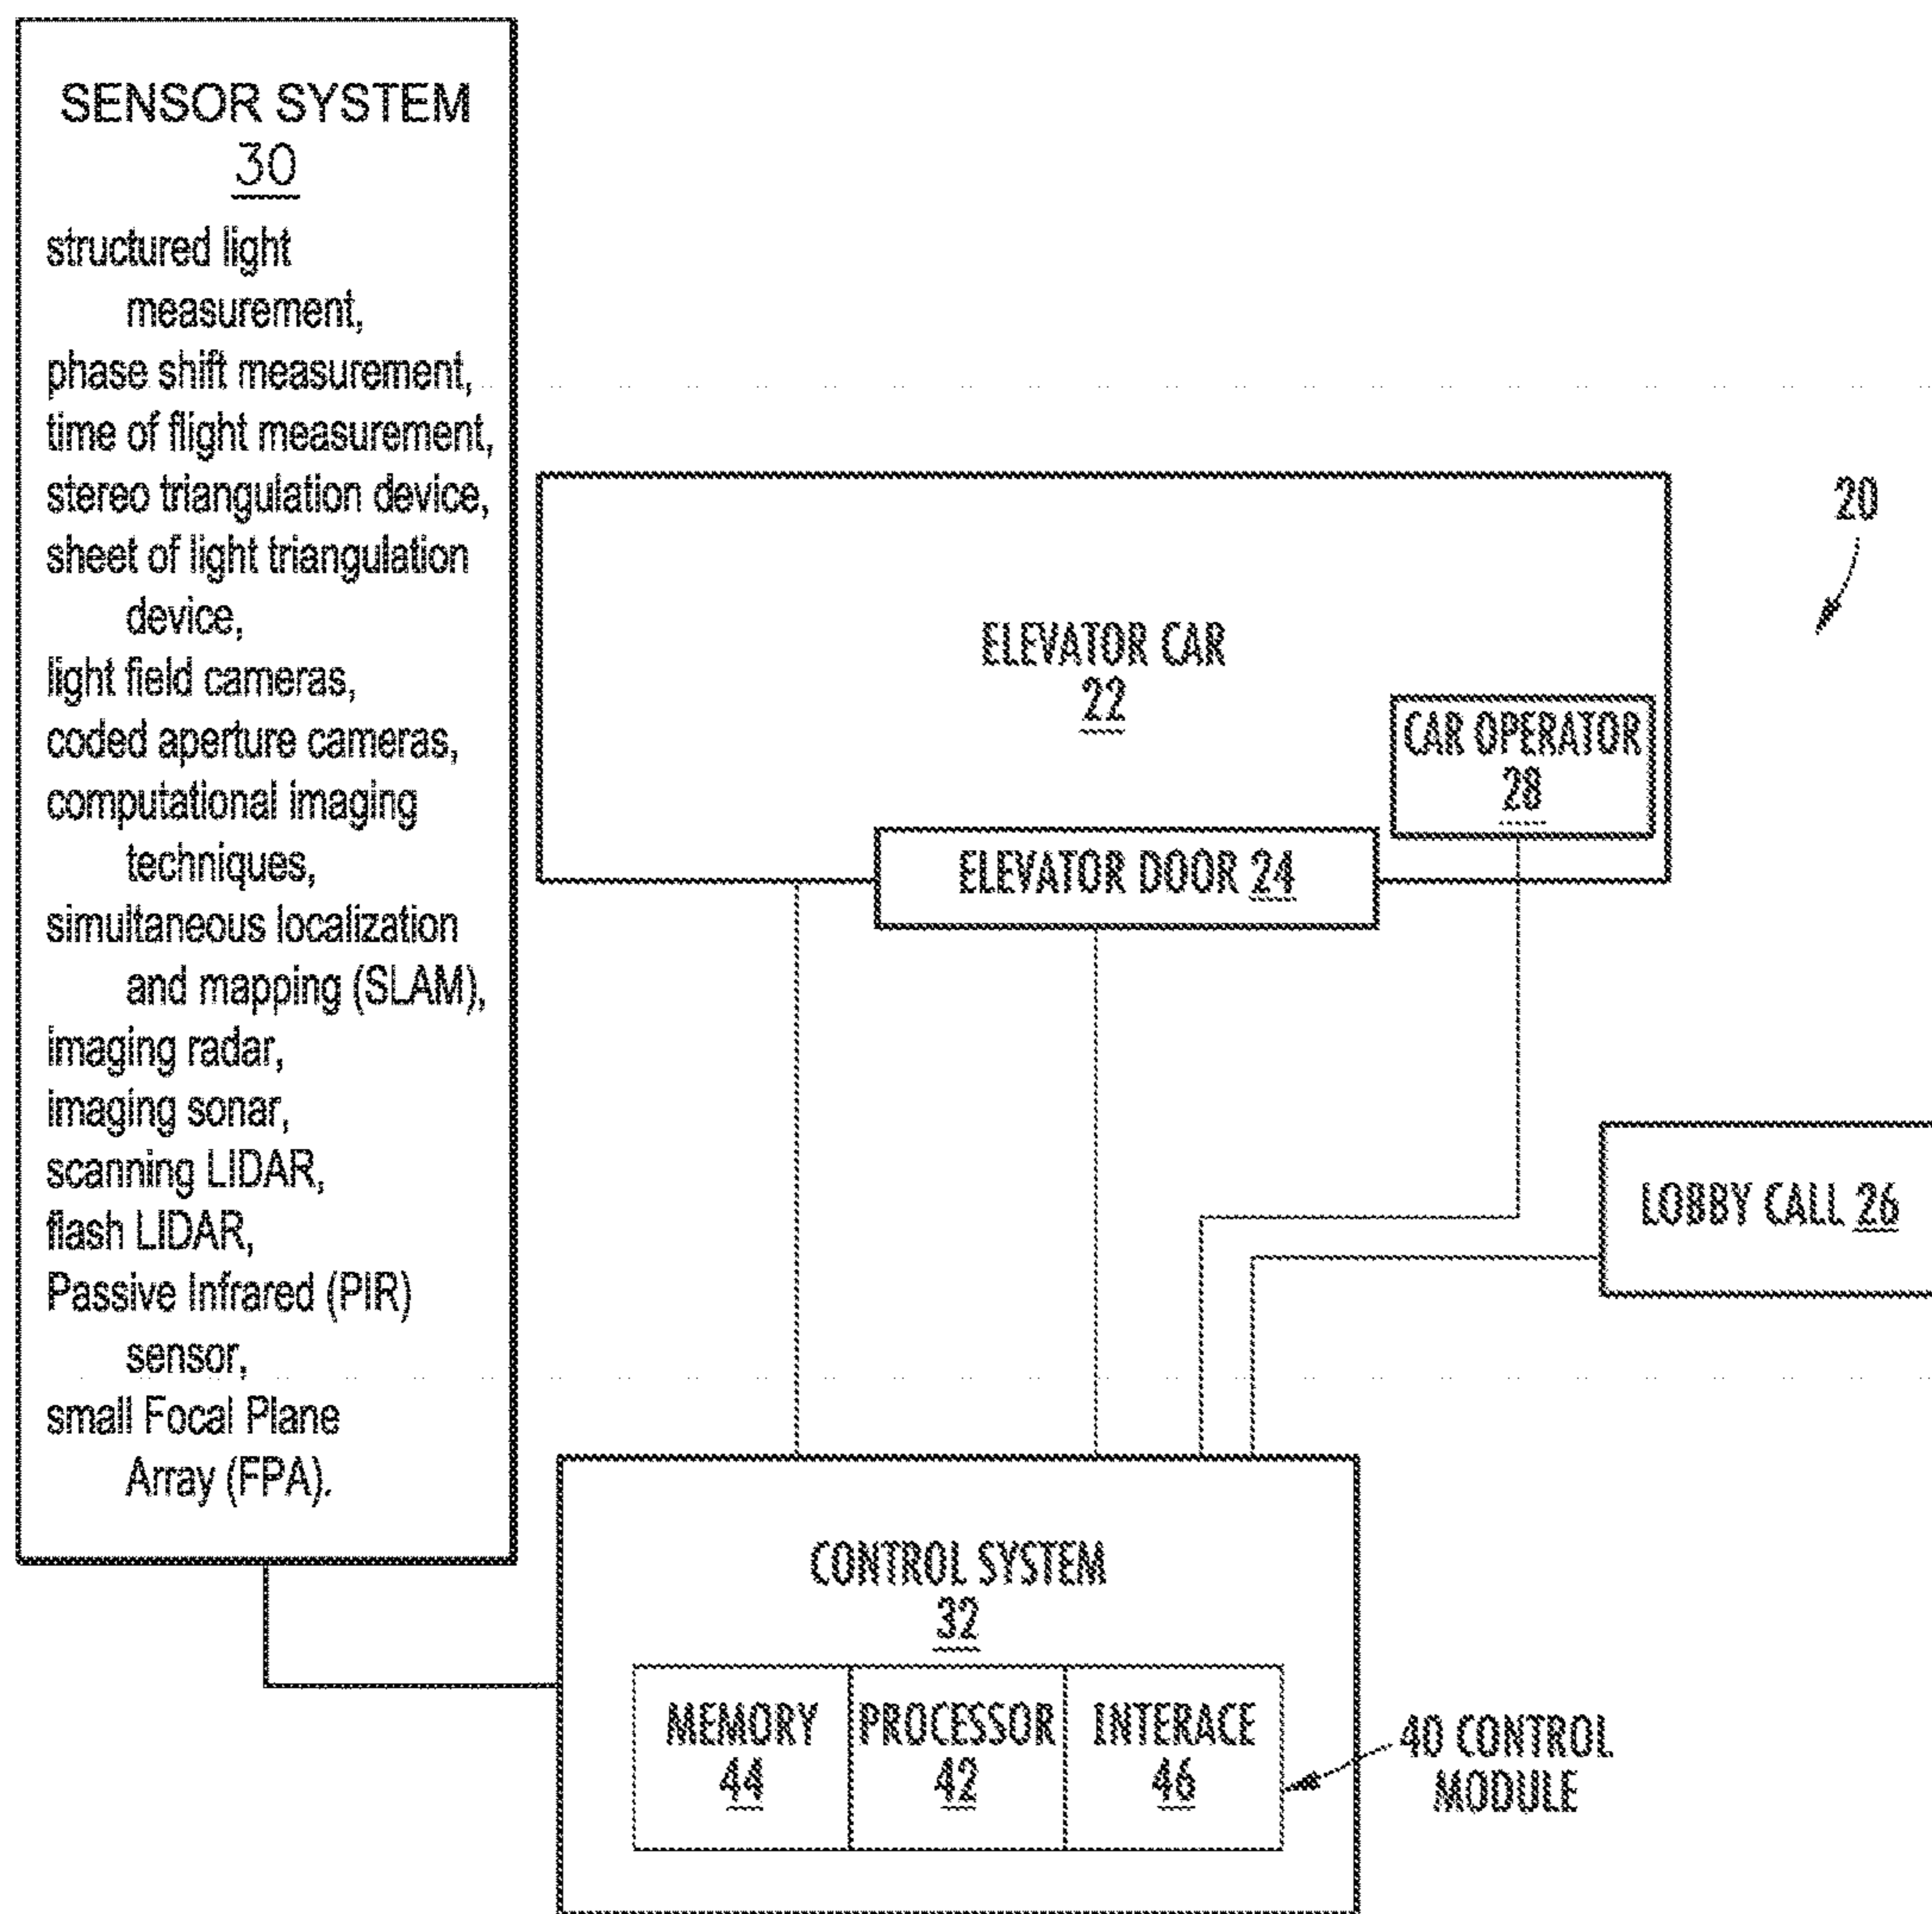 SENSOR SYSTEM
30
structured light
measurement,
phase shift measurement,
time of flight measurement,
stereo triangulation device,
sheet of light triangulation
device,
light field cameras,
coded aperture cameras,
computational imaging
techniques,
simultaneous localization
and mapping (SLAM),
imaging radar,
imaging sonar,
scanning LIDAR,
flash LIDAR,
Passive Infrared (PIR)
sensor,
small Focal Plane
Array (FPA).
20
ELEVATOR CAR
22
CAR OPERATOR
28
ELEVATOR DOOR 24
LOBBY CALL 26
CONTROL SYSTEM
32
MEMORY
44
PROCESSOR
42
INTERACE
46
40 CONTROL
MODULE